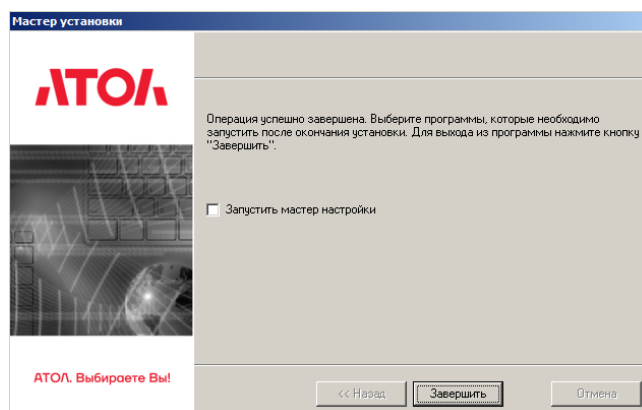 Мастер установки
АТОЛ
Операция успешно завершена. Выберите программы, которые необходимо
запустить после окончания установки. Для выхода из программы нажмите кнопку
"Завершить".
Запустить мастер настройки
АТОЛ. Выбираете Вы!
<< Назад
Завершить
Отмена